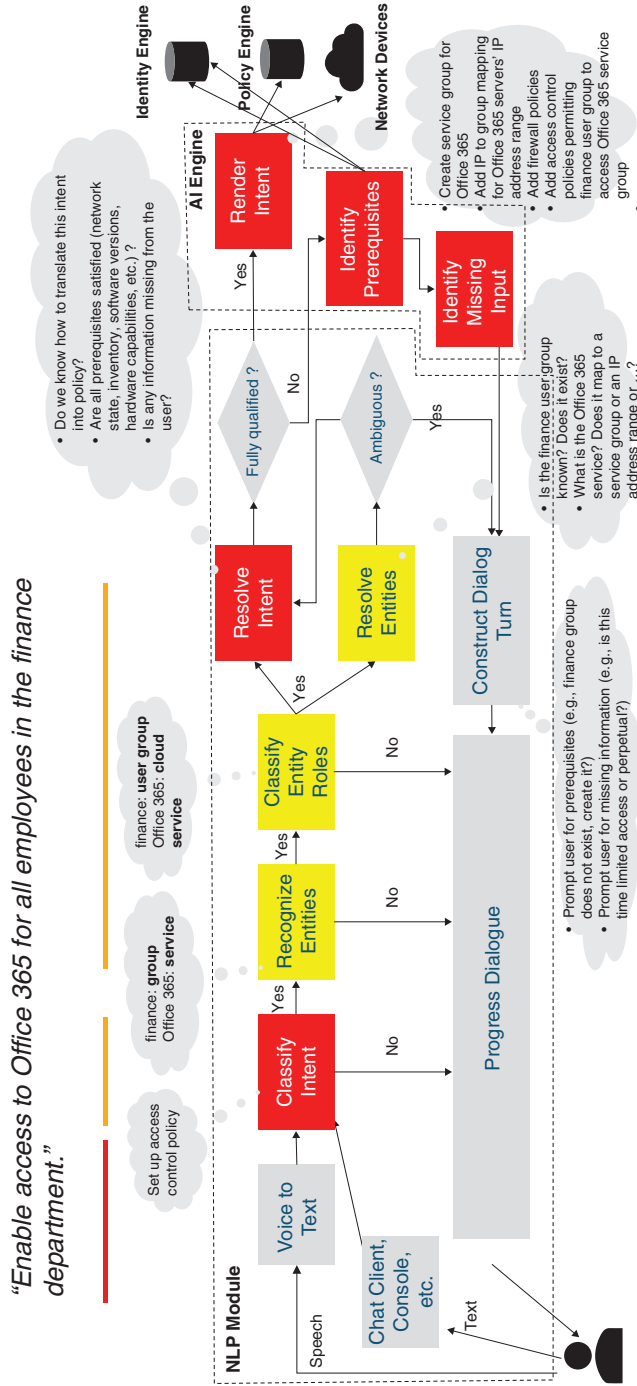 “Enable access to Office 365 for all employees in the finance
department.”
Set up access
control policy
finance: group
Office 365: service
finance: user group
Office 365: cloud
service
• Do we know how to translate this intent
into policy?
• Are all prerequisites satisfied (network
state, inventory, software versions,
hardware capabilities, etc.) ?
• Is any information missing from the
user?
NLP Module
Speech
Voice to
Text
Chat Client,
Console,
etc.
Text
Classify
Intent
Yes
No
Recognize
Entities
Yes
No
Classify
Entity
Roles
Yes
No
Resolve
Intent
Resolve
Entities
Fully qualified ?
Yes
No
Ambiguous ?
Yes
Progress Dialogue
Construct Dialog
Turn
AI Engine
Render
Intent
Identify
Prerequisites
Identify
Missing
Input
Identity Engine
Policy Engine
Network Devices
• Create service group for
Office 365
• Add IP to group mapping
for Office 365 servers’ IP
address range
• Add firewall policies
• Add access control
policies permitting
finance user group to
access Office 365 service
group
•
• Is the finance user group
known? Does it exist?
• What is the Office 365
service? Does it map to a
service group or an IP
address range or …?
• Prompt user for prerequisites (e.g., finance group
does not exist, create it?)
• Prompt user for missing information (e.g., is this
time limited access or perpetual?)